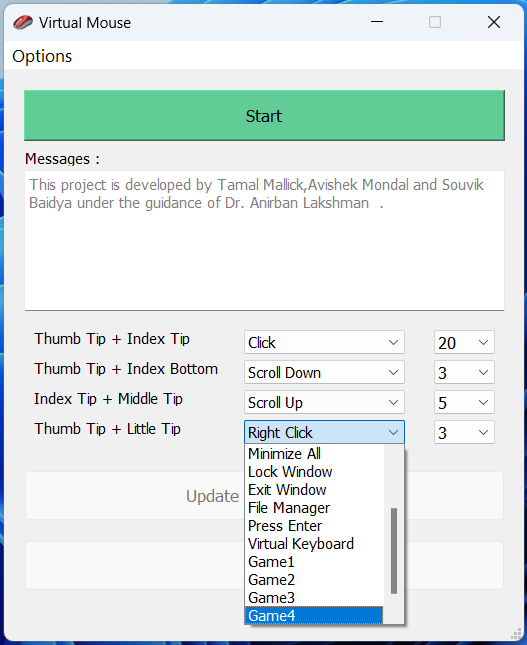 Virtual Mouse
Options
Start
Messages :
This project is developed by Tamal Mallick,Avishek Mondal and Souvik
Baidya under the guidance of Dr. Anirban Lakshman .
Thumb Tip + Index Tip Click 20
Thumb Tip + Index Bottom Scroll Down 3
Index Tip + Middle Tip Scroll Up 5
Thumb Tip + Little Tip Right Click 3
Minimize All
Lock Window
Exit Window
File Manager
Press Enter
Virtual Keyboard
Game1
Game2
Game3
Game4
Update